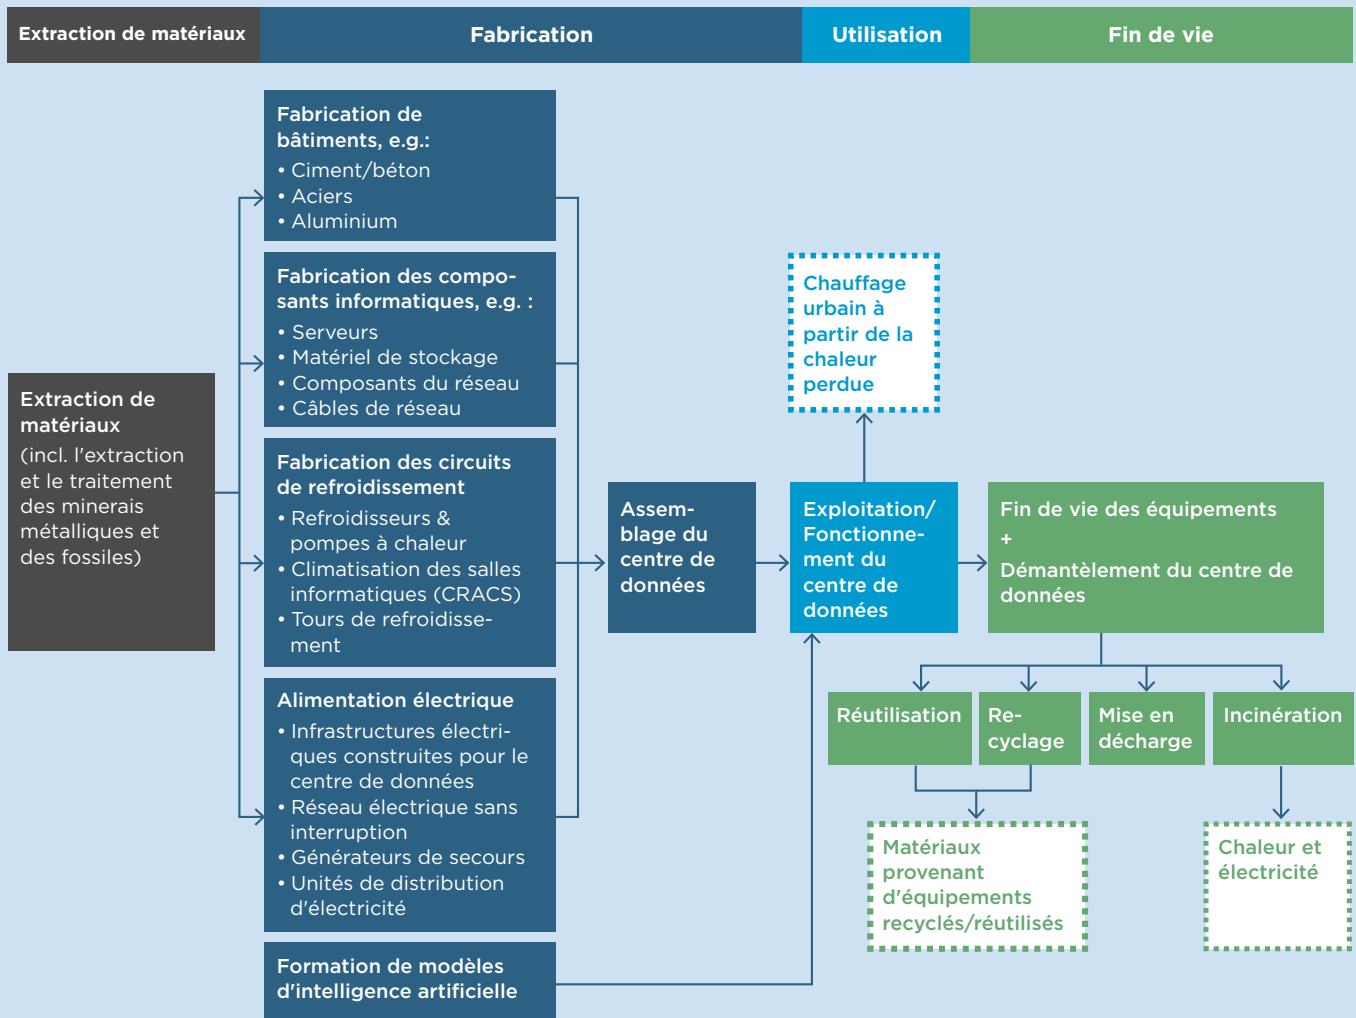 Extraction de matériaux
Fabrication
Utilisation
Fin de vie
Extraction de
matériaux
(incl. l'extraction
et le traitement
des minerais
métalliques et
des fossiles)
Fabrication de
bâtiments, e.g.:
• Ciment/béton
• Aciers
• Aluminium
Fabrication des compo-
sants informatiques, e.g. :
• Serveurs
• Matériel de stockage
• Composants du réseau
• Câbles de réseau
Fabrication des circuits
de refroidissement
• Refroidisseurs &
pompes à chaleur
• Climatisation des salles
informatiques (CRACS)
• Tours de refroidisse-
ment
Alimentation électrique
• Infrastructures électri-
ques construites pour le
centre de données
• Réseau électrique sans
interruption
• Générateurs de secours
• Unités de distribution
d'électricité
Formation de modèles
d'intelligence artificielle
Assem-
blage du
centre de
données
Chauffage
urbain à
partir de la
chaleur
perdue
Exploitation/
Fonctionne-
ment du
centre de
données
Fin de vie des équipements
+
Démantèlement du centre de
données
Réutilisation
Re-
cyclage
Mise en
décharge
Incinération
Matériaux
provenant
d'équipements
recyclés/réutilisés
Chaleur et
électricité